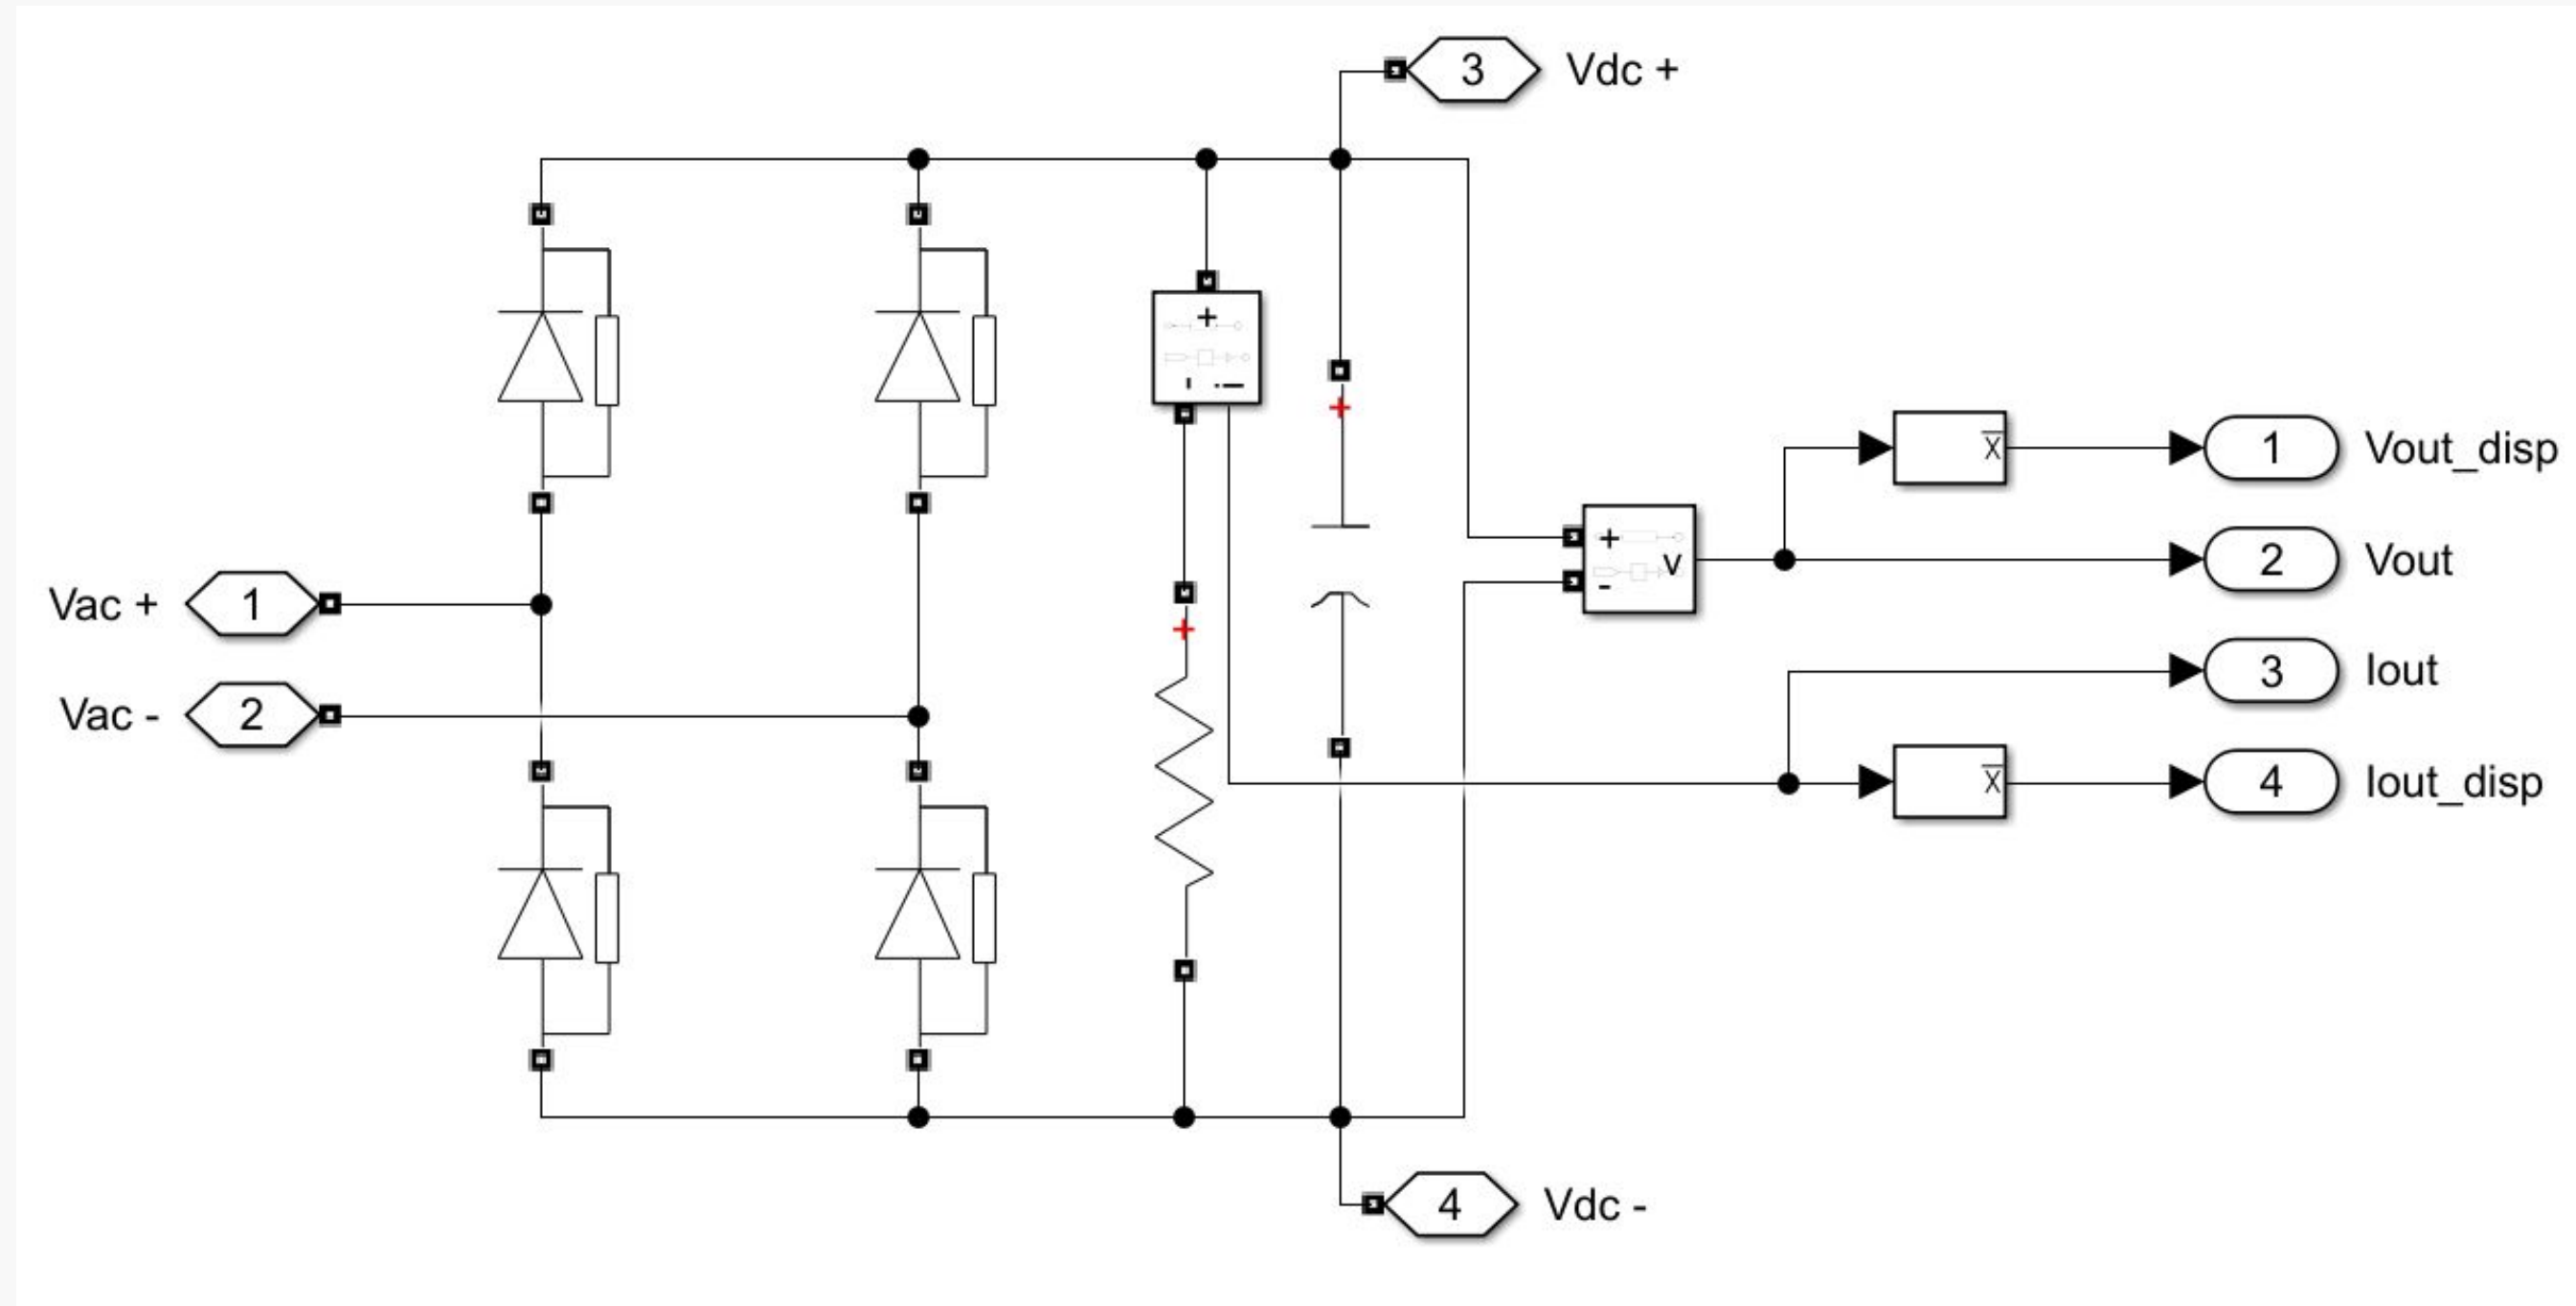 3 Vdc +
+
- i
+
+
+
-
v
x
1 Vout_disp
2 Vout
Vac + 1
Vac - 2
3 Iout
x
4 Iout_disp
4 Vdc -